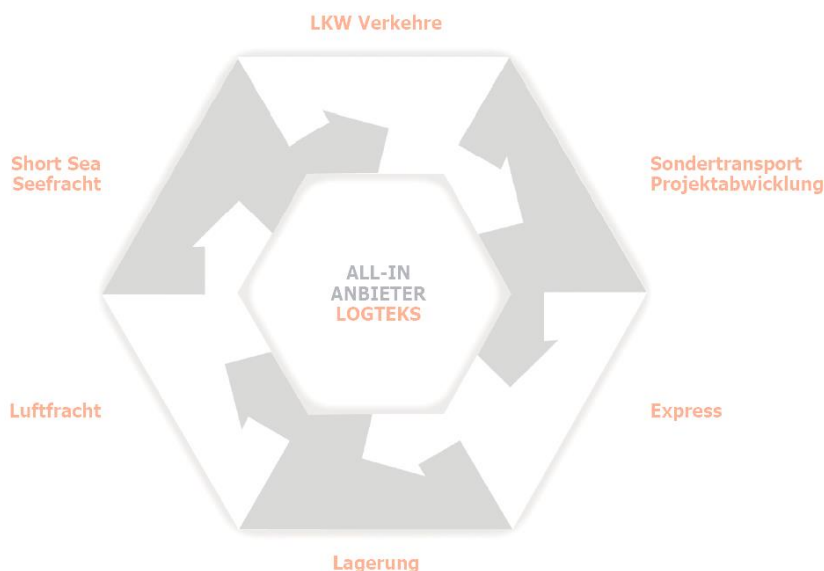 LKW Verkehre
Short Sea
Seefracht
Sondertransport
Projektabwicklung
ALL-IN
ANBIETER
LOGTEKS
Luftfracht
Express
Lagerung